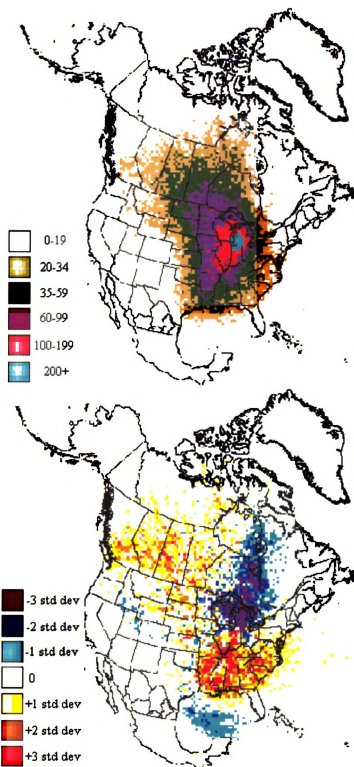 0-19
20-34
35-59
60-99
100-199
200+
-3 std dev
-2 std dev
-1 std dev
0
+1 std dev
+2 std dev
+3 std dev